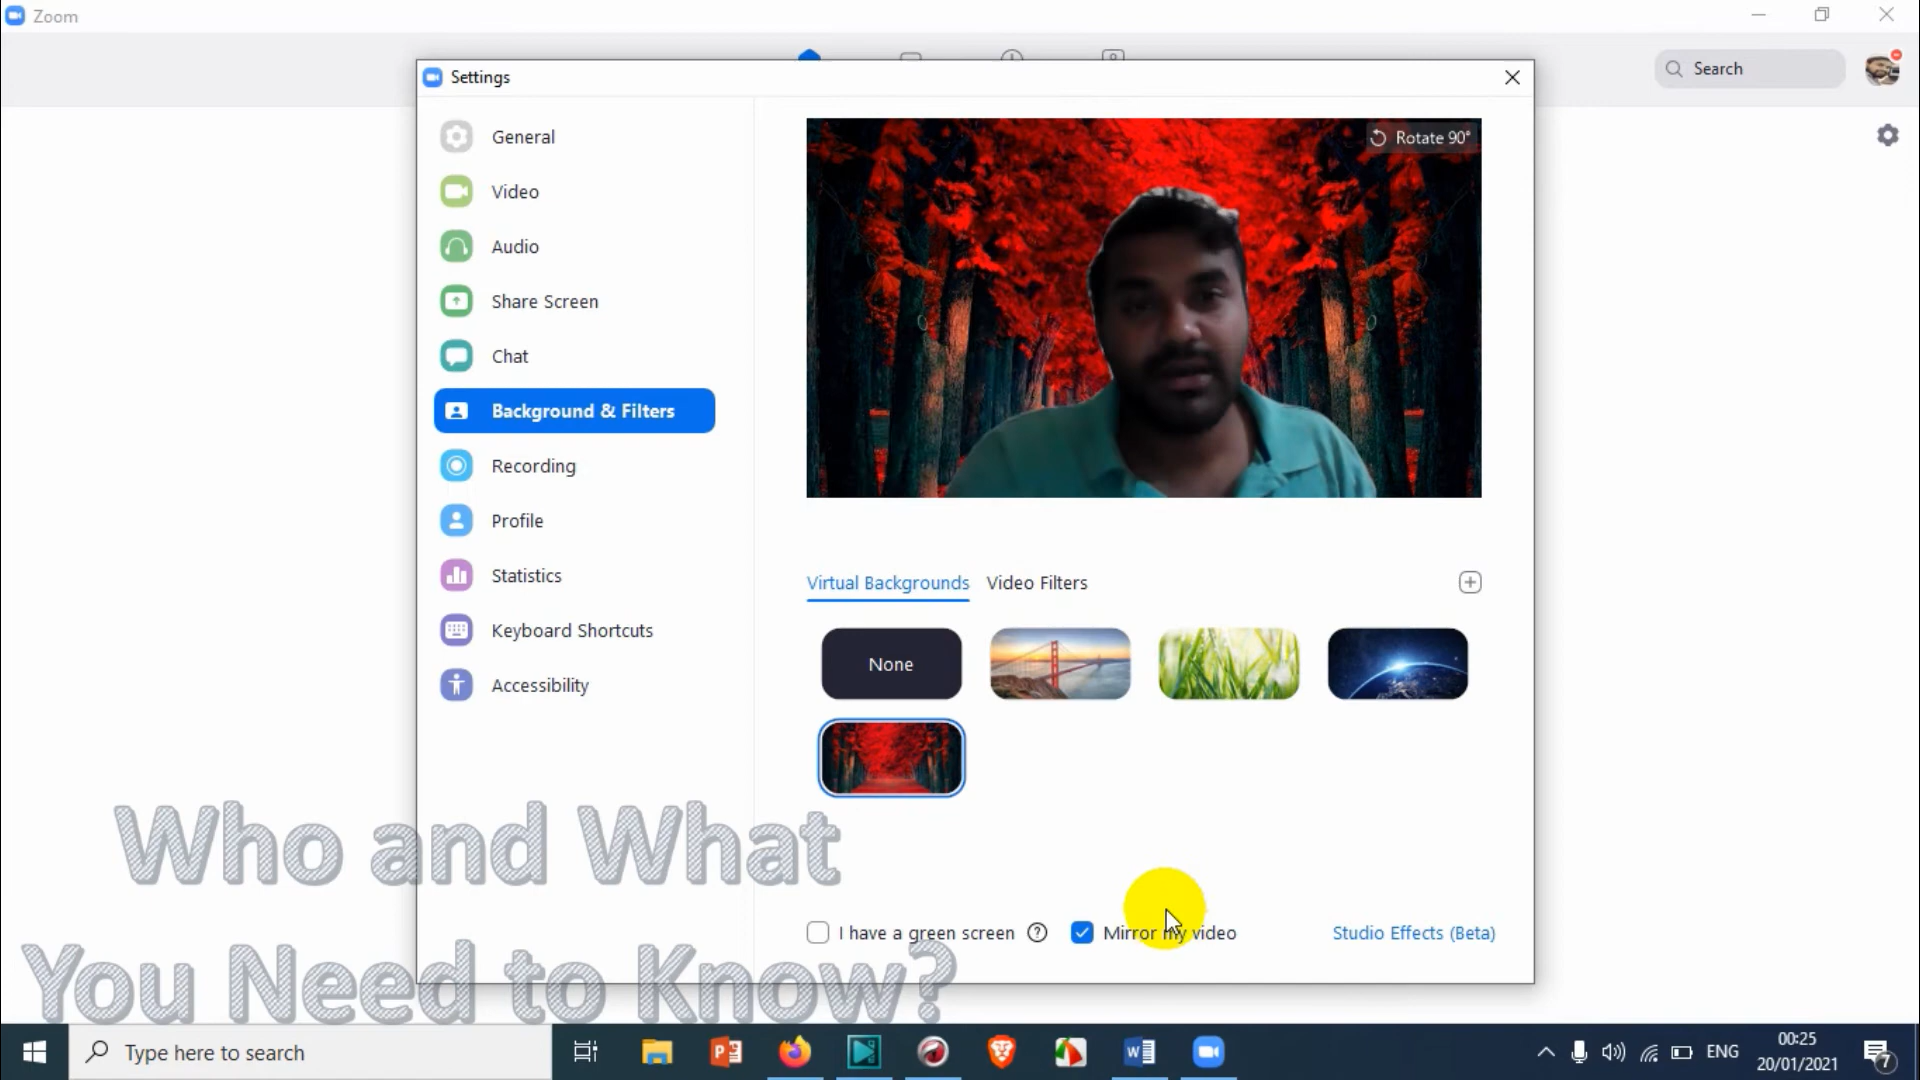 Zoom
Search
Settings
General
Video
Audio
Share Screen
Chat
Background & Filters
Recording
Profile
Statistics
Keyboard Shortcuts
Accessibility
Rotate 90°
Virtual Backgrounds
Video Filters
None
I have a green screen
Mirror my video
Studio Effects (Beta)
Who and What
You Need to Know?
Type here to search
ENG
00:25
20/01/2021
7